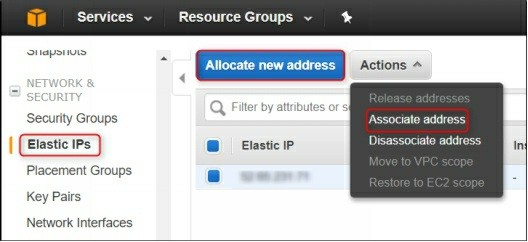 Services
Resource Groups
Snapshots
NETWORK &
SECURITY
Security Groups
Elastic IPs
Placement Groups
Key Pairs
Network Interfaces
Allocate new address
Actions
Filter by attributes or
Elastic IP
Ins
-
Release addresses
Associate address
Disassociate address
Move to VPC scope
Restore to EC2 scope